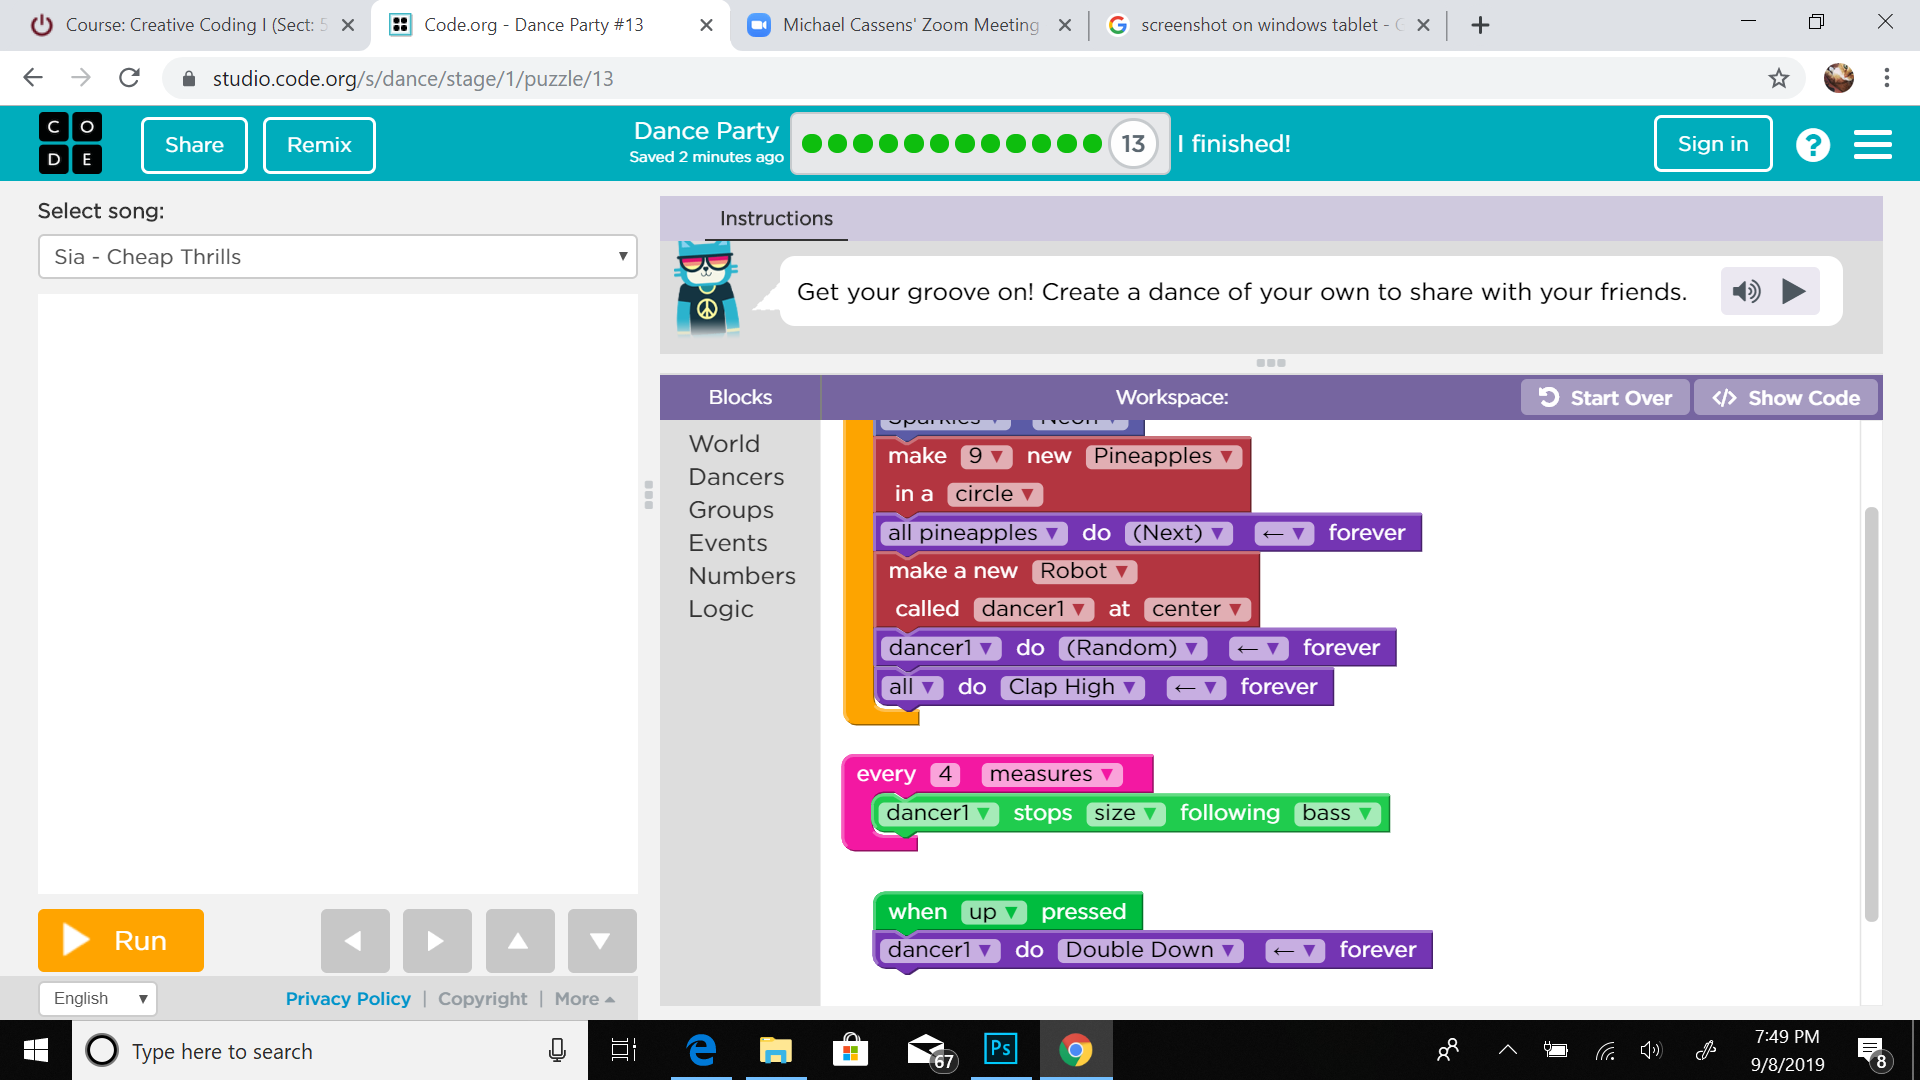 Course: Creative Coding I (Sect: 5
Code.org - Dance Party #13
Michael Cassens' Zoom Meeting
screenshot on windows tablet - G
studio.code.org/s/dance/stage/1/puzzle/13
C O
D E
Share
Remix
Dance Party
Saved 2 minutes ago
13
I finished!
Sign in
?
Select song:
Sia - Cheap Thrills
Instructions
Get your groove on! Create a dance of your own to share with your friends.
Blocks
Workspace:
Start Over
</> Show Code
World
Dancers
Groups
Events
Numbers
Logic
Sparkles Neon
make 9 new Pineapples
in a circle
all pineapples do (Next) ← forever
make a new Robot
called dancer1 at center
dancer1 do (Random) ← forever
all do Clap High ← forever
every 4 measures
dancer1 stops size following bass
when up pressed
dancer1 do Double Down ← forever
Run
English
Privacy Policy | Copyright | More
Type here to search
67
Ps
7:49 PM
9/8/2019
8